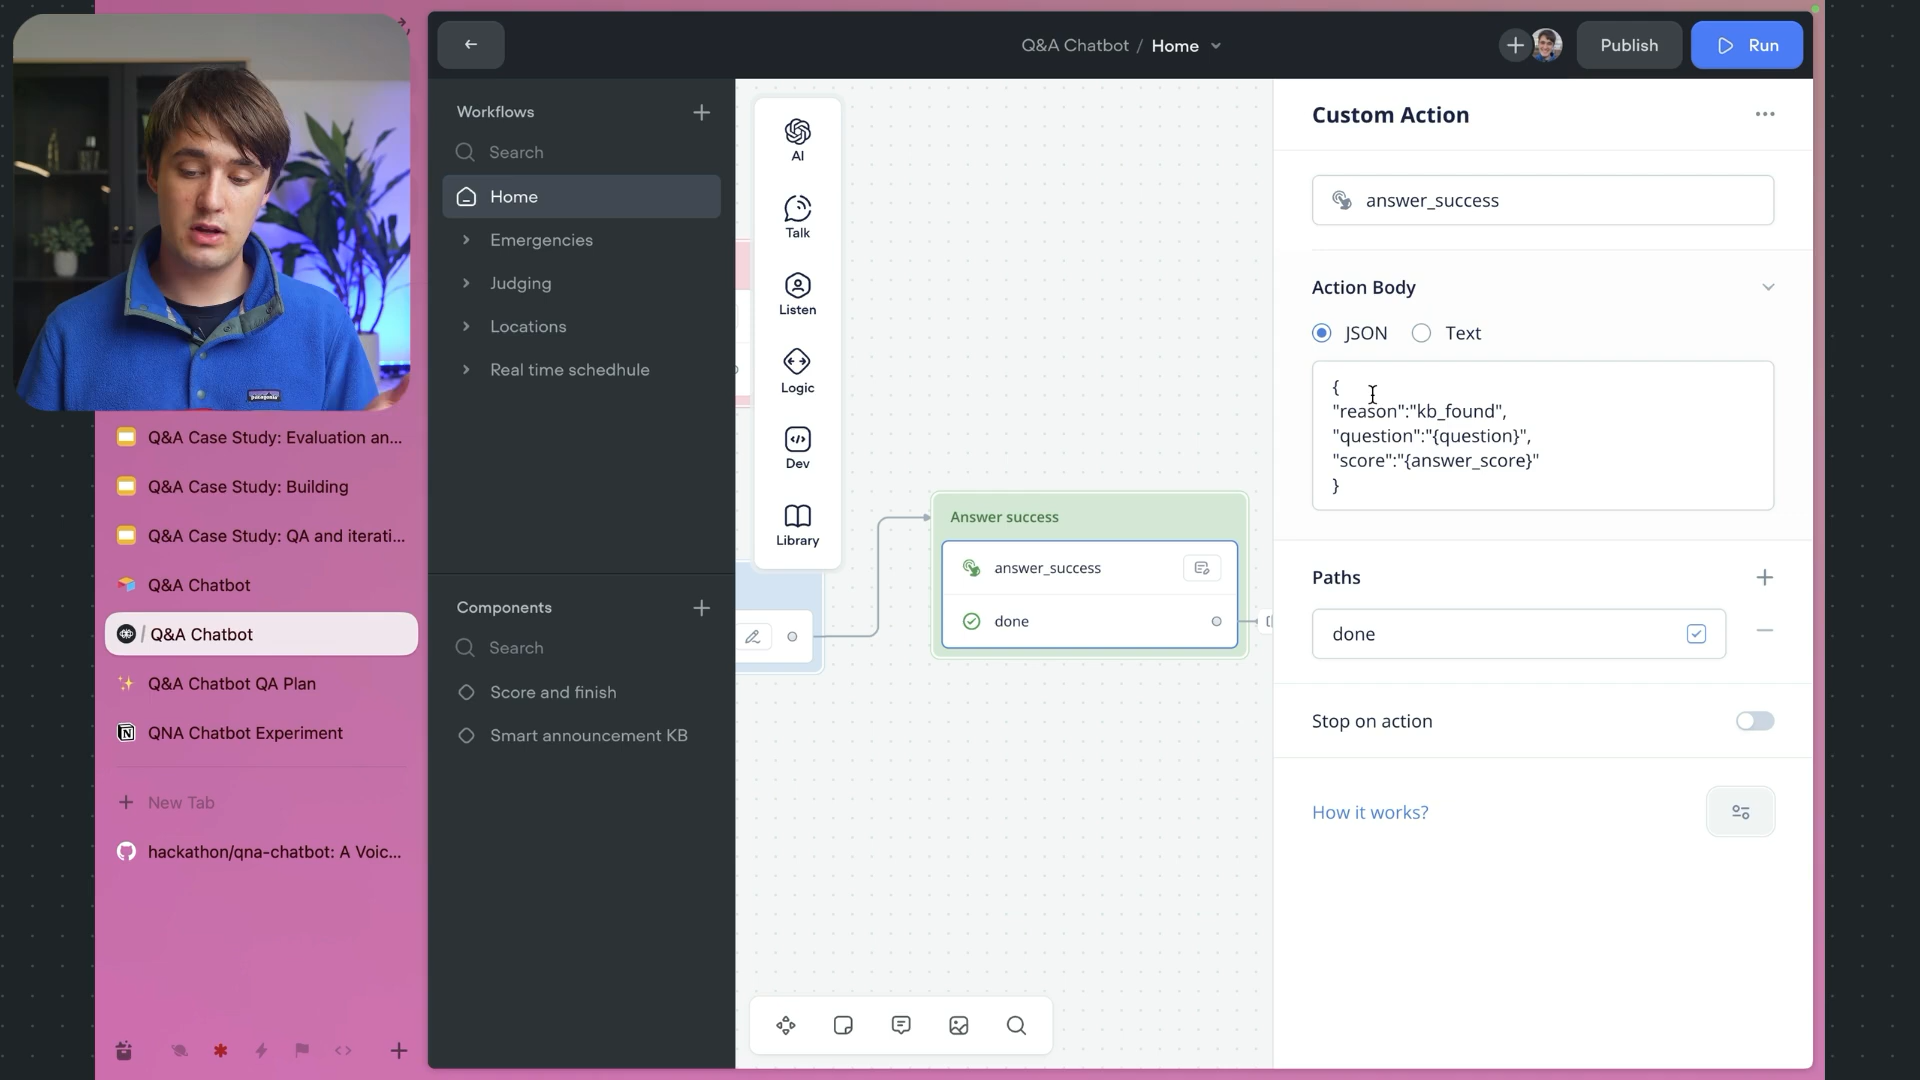 Q&A Chatbot / Home
Publish
Run
Workflows
Search
Home
Emergencies
Judging
Locations
Real time schedhule
Components
Search
Score and finish
Smart announcement KB
AI
Talk
Listen
Logic
Dev
Library
Answer success
answer_success
done
Custom Action
answer_success
Action Body
JSON
Text
{
"reason":"kb_found",
"question":"{question}",
"score":"{answer_score}"
}
Paths
done
Stop on action
How it works?
patagonia
Q&A Case Study: Evaluation an...
Q&A Case Study: Building
Q&A Case Study: QA and iterati...
Q&A Chatbot
/ Q&A Chatbot
Q&A Chatbot QA Plan
QNA Chatbot Experiment
New Tab
hackathon/qna-chatbot: A Voic...